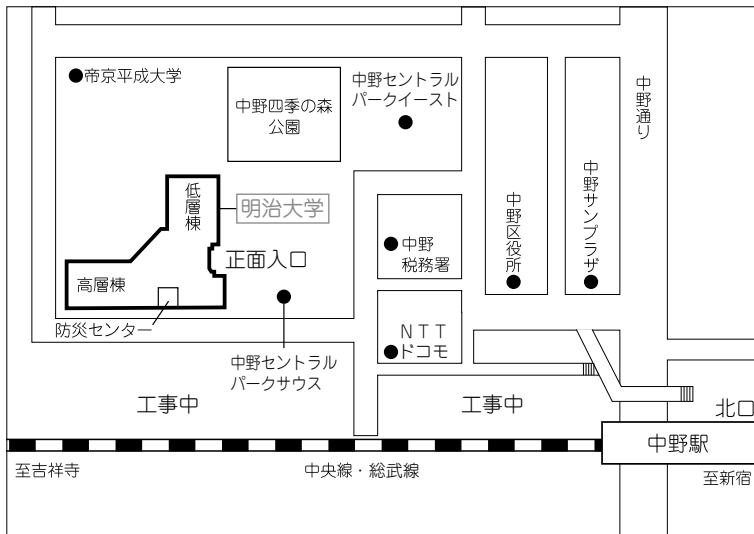 帝京平成大学
中野四季の森
公園
中野セントラル
パークイースト
中野通り
低層棟
明治大学
中野区役所
中野サンプラザ
中野
税務署
正面入口
高層棟
防災センター
NTT
ドコモ
中野セントラル
パークサウス
工事中
工事中
北口
中野駅
至吉祥寺
中央線・総武線
至新宿